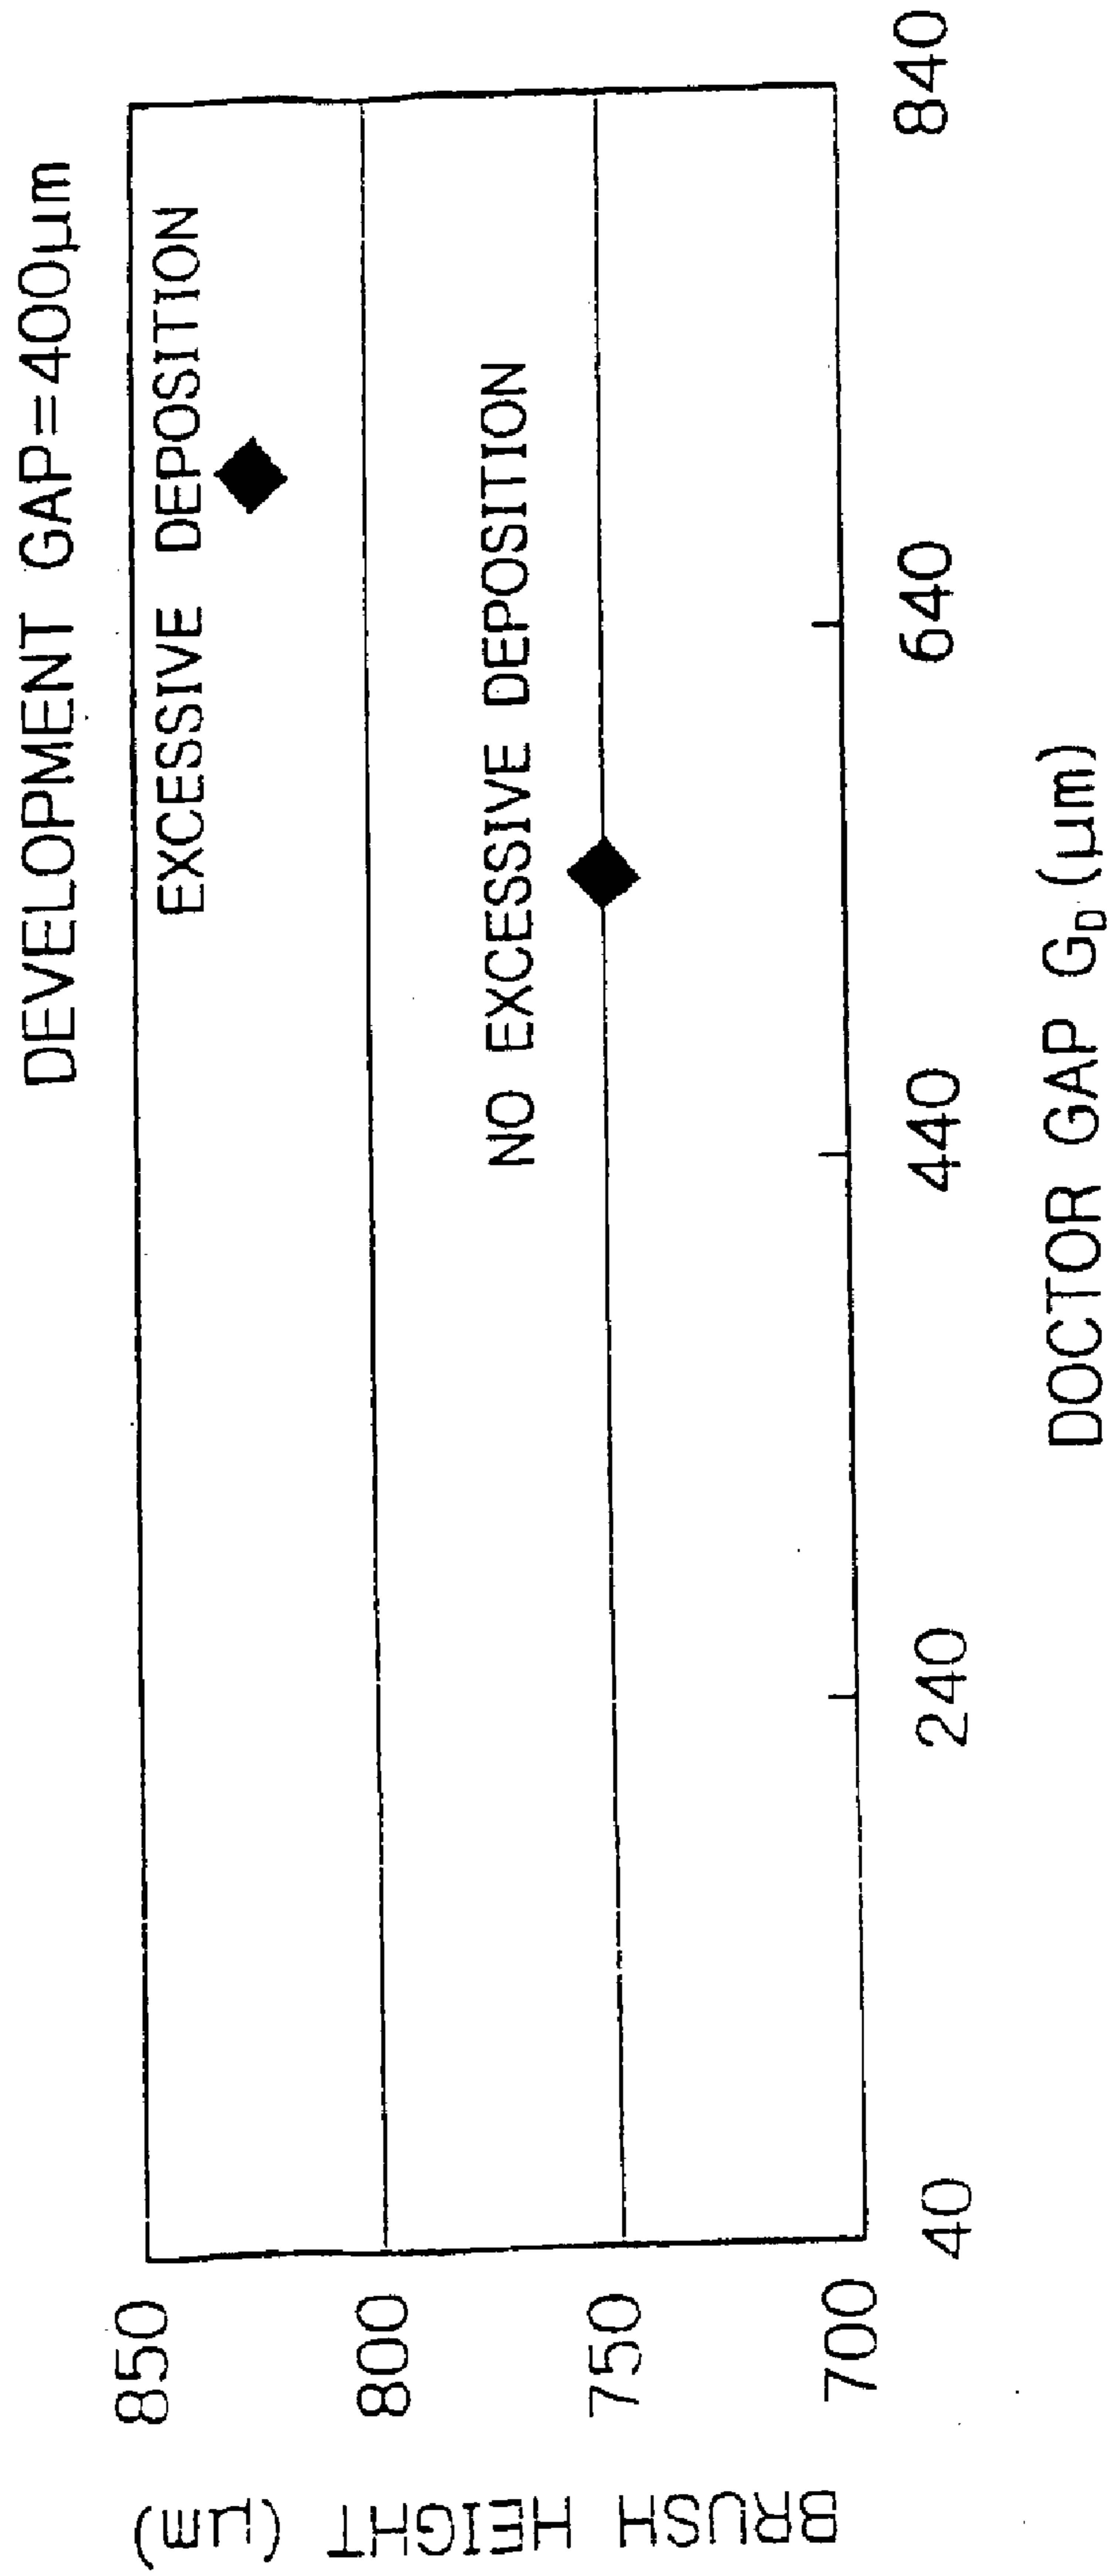 DEVELOPMENT GAP=400μm
EXCESSIVE DEPOSITION
NO EXCESSIVE DEPOSITION
BRUSH HEIGHT (μm)
850
800
750
700
40
240
440
640
840
DOCTOR GAP G_D (μm)